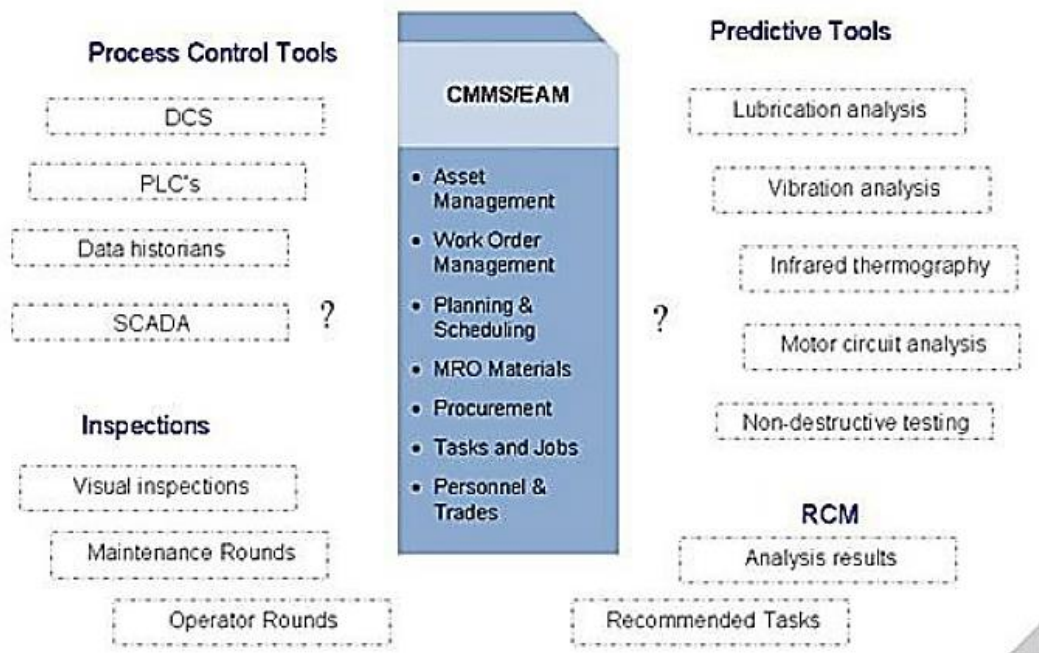 Process Control Tools
DCS
PLC's
Data historians
SCADA
?
Inspections
Visual inspections
Maintenance Rounds
Operator Rounds
CMMS/EAM
• Asset
Management
• Work Order
Management
• Planning &
Scheduling
• MRO Materials
• Procurement
• Tasks and Jobs
• Personnel &
Trades
Predictive Tools
Lubrication analysis
Vibration analysis
Infrared thermography
Motor circuit analysis
?
Non-destructive testing
RCM
Analysis results
Recommended Tasks